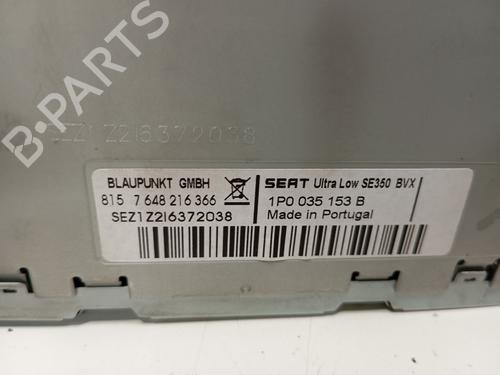 SEZ1Z2I6372038
BLAUPUNKT GMBH
815 7 648 216 366
SEZ1Z2I6372038
SEAT Ultra Low SE350 BVX
1P0 035 153 B
Made in Portugal
B-PARTS